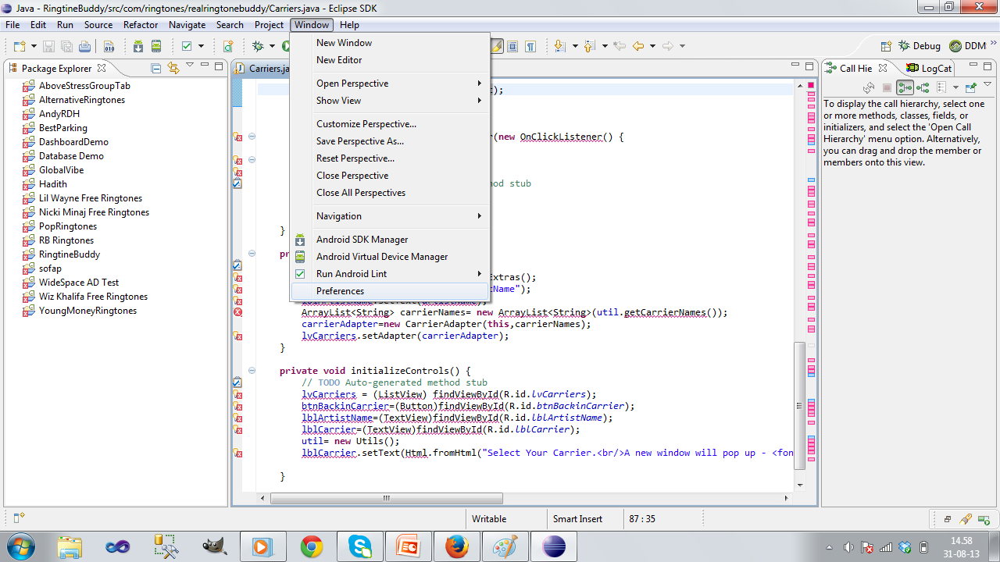 Java - RingtineBuddy/src/com/ringtones/realringtonebuddy/Carriers.java - Eclipse SDK
File Edit Run Source Refactor Navigate Search Project Window Help
Debug DDM »
Package Explorer
AboveStressGroupTab
AlternativeRingtones
AndyRDH
BestParking
DashboardDemo
Database Demo
GlobalVibe
Hadith
Lil Wayne Free Ringtones
Nicki Minaj Free Ringtones
PopRingtones
RB Ringtones
RingtineBuddy
sofap
WideSpace AD Test
Wiz Khalifa Free Ringtones
YoungMoneyRingtones
Carriers.ja
New Window
New Editor
Open Perspective
Show View
Customize Perspective...
Save Perspective As...
Reset Perspective...
Close Perspective
Close All Perspectives
Navigation
Android SDK Manager
Android Virtual Device Manager
Run Android Lint
Preferences
);
(new OnClickListener() {
od stub
}
p
Extras();
tName");
ArrayList<String> carrierNames= new ArrayList<String>(util.getCarrierNames());
carrierAdapter=new CarrierAdapter(this,carrierNames);
lvCarriers.setAdapter(carrierAdapter);
}
private void initializeControls() {
// TODO Auto-generated method stub
lvCarriers = (ListView) findViewById(R.id.lvCarriers);
btnBackinCarrier=(Button)findViewById(R.id.btnBackinCarrier);
lblArtistName=(TextView)findViewById(R.id.lblArtistName);
lblCarrier=(TextView)findViewById(R.id.lblCarrier);
util= new Utils();
lblCarrier.setText(Html.fromHtml("Select Your Carrier.<br/>A new window will pop up - <fon
}
Call Hie LogCat
To display the call hierarchy, select one
or more methods, classes, fields, or
initializers, and select the 'Open Call
Hierarchy' menu option. Alternatively,
you can drag and drop the member or
members onto this view.
Writable Smart Insert 87 : 35
14.58
31-08-13